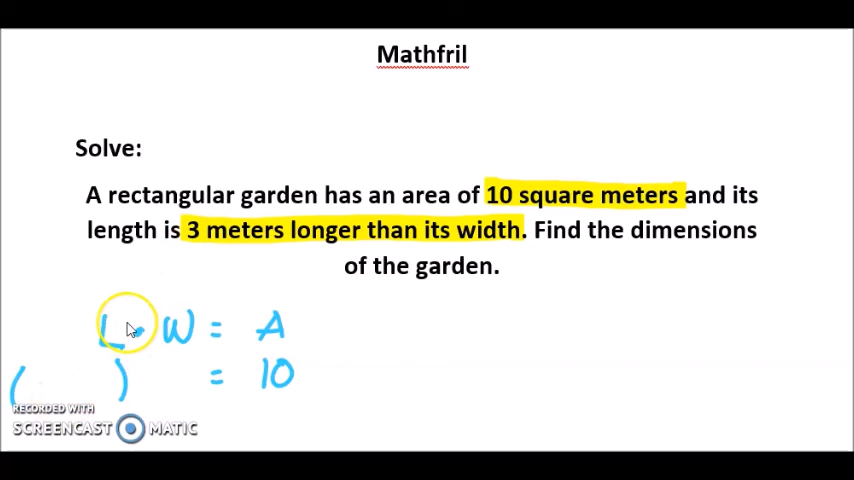 Mathfril
Solve:
A rectangular garden has an area of 10 square meters and its
length is 3 meters longer than its width. Find the dimensions
of the garden.
L · W = A
( ) = 10
RECORDED WITH
SCREENCAST MATIC